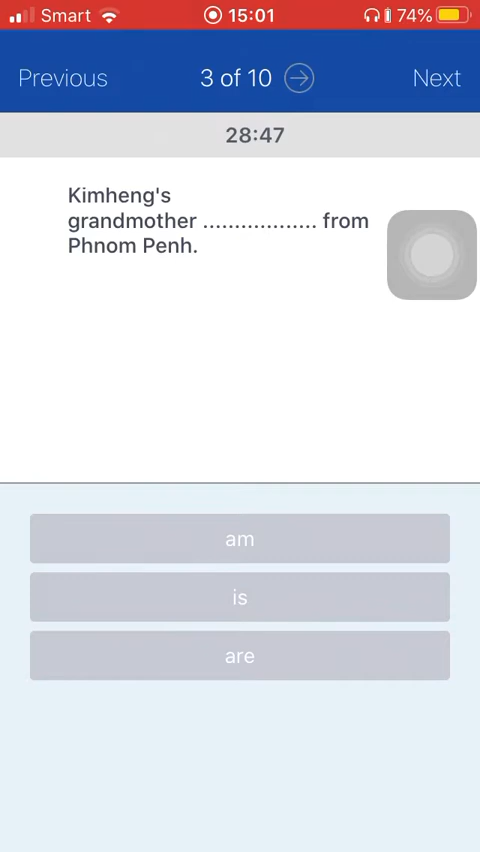 Smart 15:01 74%
Previous 3 of 10 Next
28:47
Kimheng's
grandmother .................. from
Phnom Penh.
am
is
are